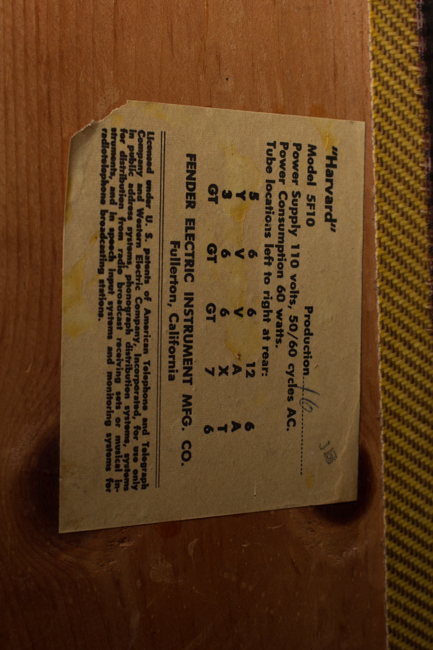 "Harvard"
Model 5F10 Production 16
Power Supply 110 volts, 50/60 cycles AC.
Power Consumption 60 watts.
Tube locations left to right at rear:
5 6 6 12 6
Y V V A A
3 6 6 X T
GT GT GT 7 6
FENDER ELECTRIC INSTRUMENT MFG. CO.
Fullerton, California
Licensed under U. S. patents of American Telephone and Telegraph
Company and Western Electric Company, Incorporated, for use only
in public address systems, phonograph distribution systems, systems
for distribution from radio broadcast receiving sets or musical in-
struments, and in speech input systems and monitoring systems for
radiotelephone broadcasting stations.